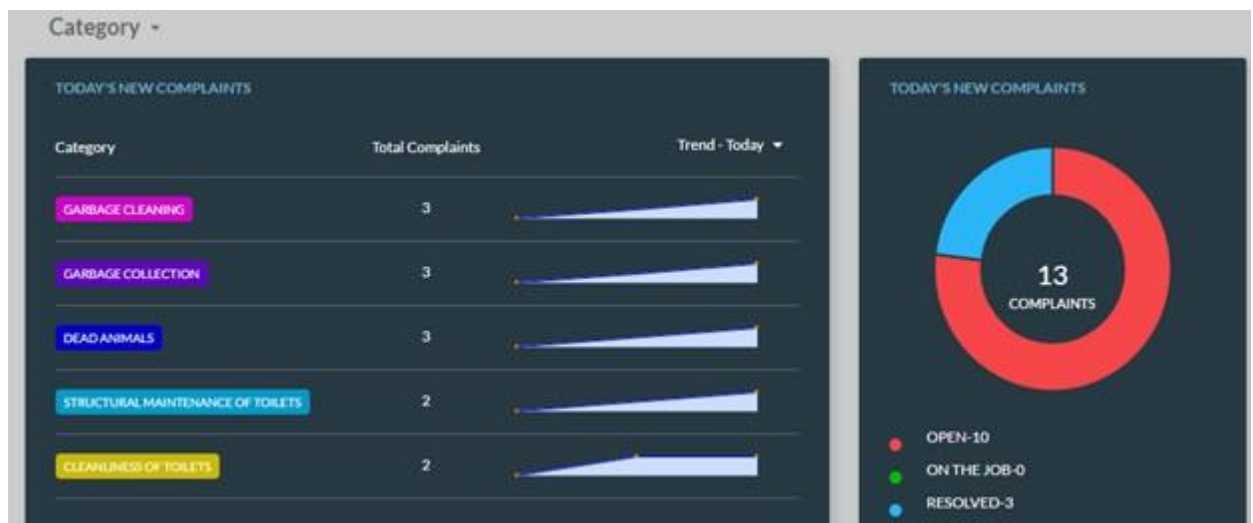 Category
TODAY'S NEW COMPLAINTS
Category Total Complaints Trend - Today
GARBAGE CLEANING 3
GARBAGE COLLECTION 3
DEAD ANIMALS 3
STRUCTURAL MAINTENANCE OF TOILETS 2
CLEANLINESS OF TOILETS 2
TODAY'S NEW COMPLAINTS
13
COMPLAINTS
OPEN-10
ON THE JOB-0
RESOLVED-3